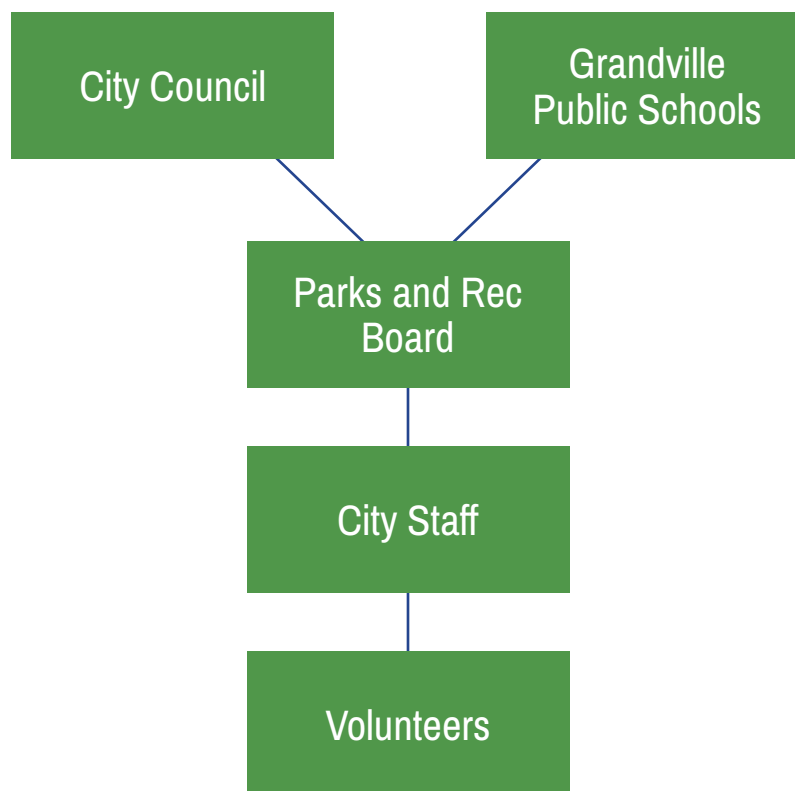 City Council
Grandville
Public Schools
Parks and Rec
Board
City Staff
Volunteers